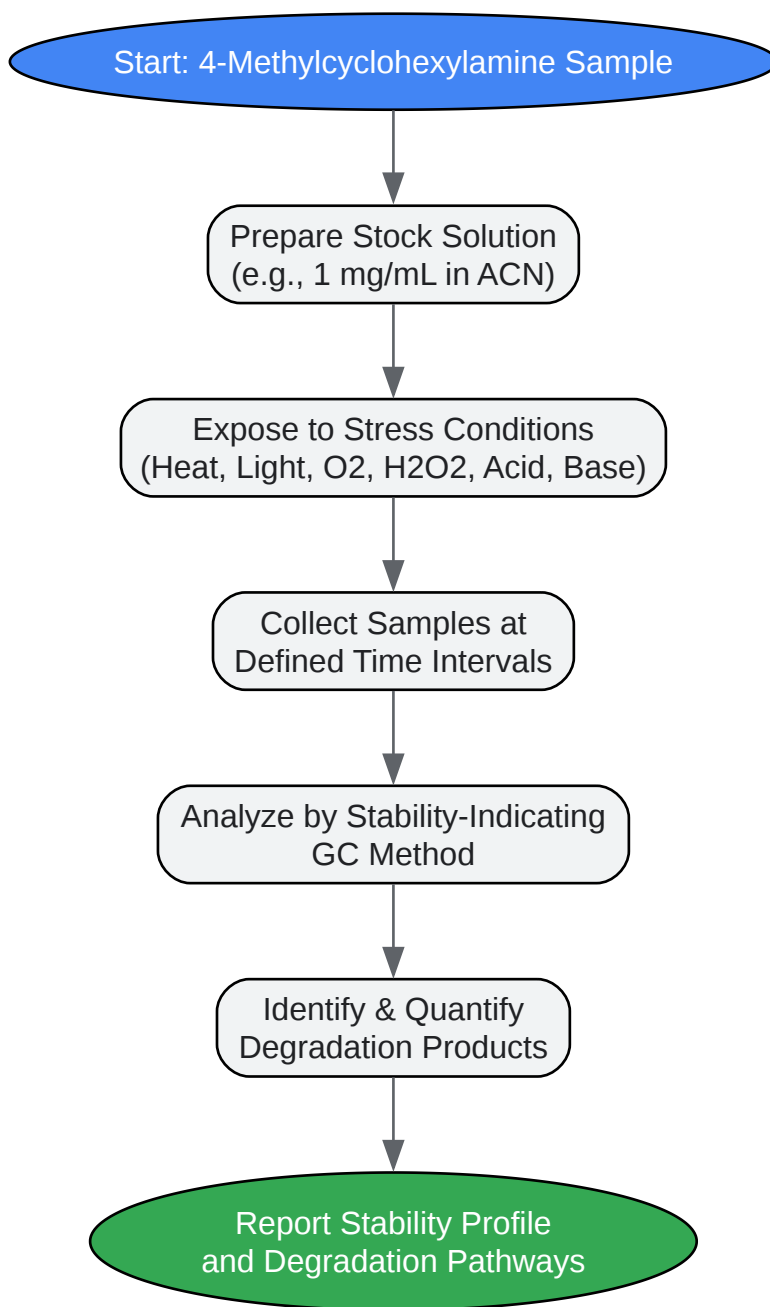 Start: 4-Methylcyclohexylamine Sample
Prepare Stock Solution
(e.g., 1 mg/mL in ACN)
Expose to Stress Conditions
(Heat, Light, O2, H2O2, Acid, Base)
Collect Samples at
Defined Time Intervals
Analyze by Stability-Indicating
GC Method
Identify & Quantify
Degradation Products
Report Stability Profile
and Degradation Pathways